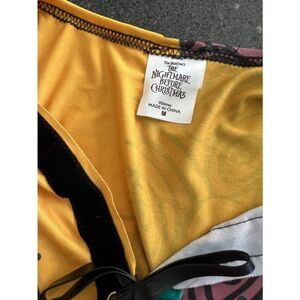 Tim Burton's
THE
NIGHTMARE
BEFORE
CHRISTMAS
©Disney
MADE IN CHINA
M